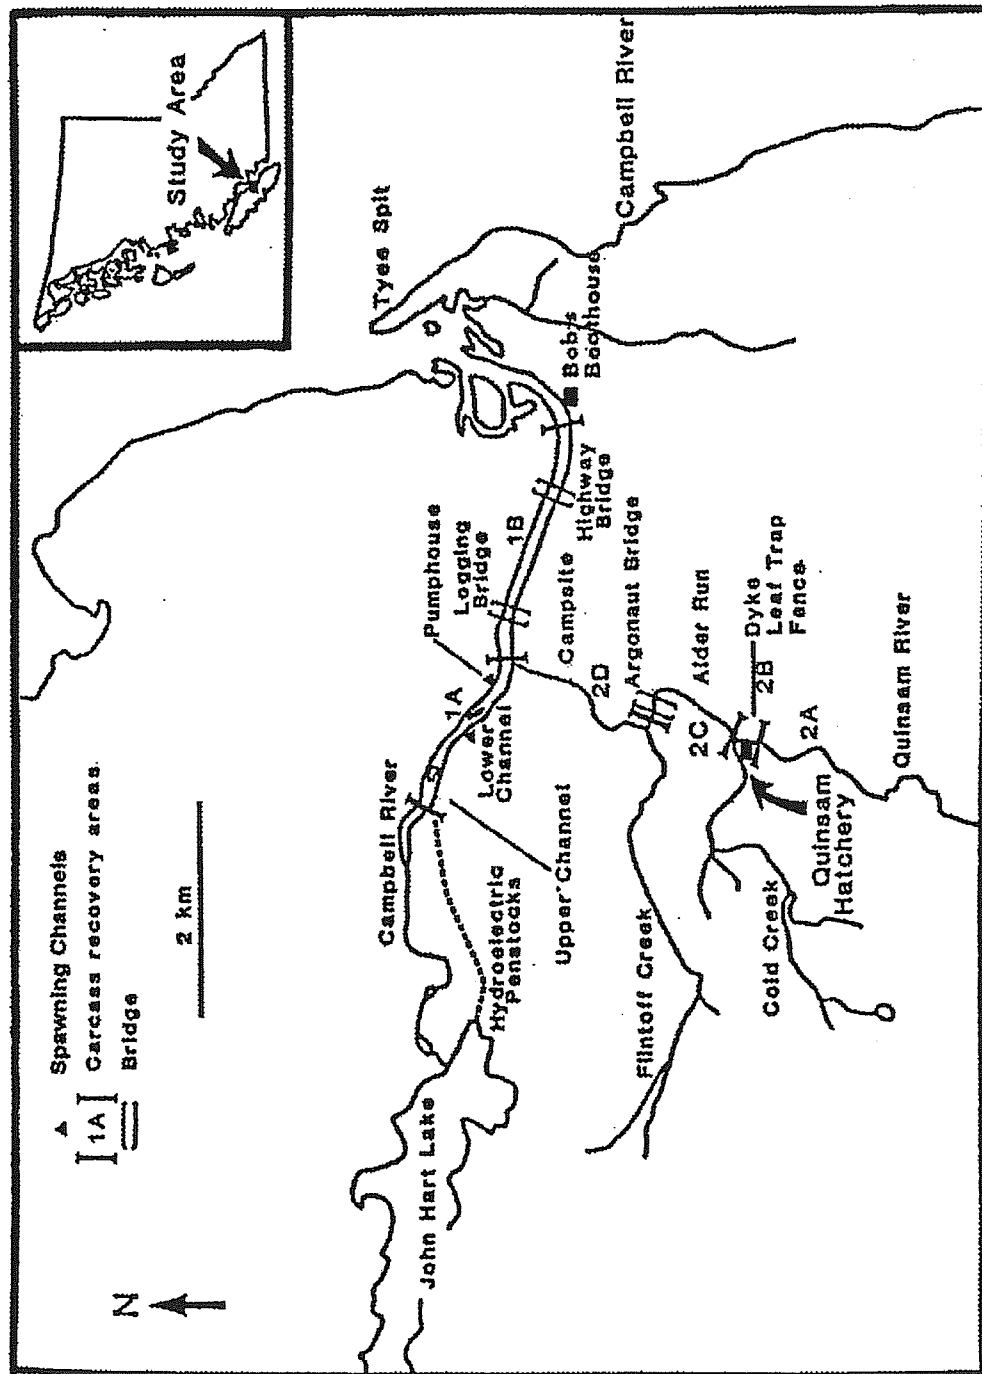 N
Spawning Channels
1A
Carcass recovery areas
Bridge
2 km
Study Area
John Hart Lake
Campbell River
Hydroelectric
Penstocks
Upper Channel
Lower
Channel
1A
Pumphouse
Logging
Bridge
1B
Highway
Bridge
Bob's
Boathouse
Tyee Spit
Campbell River
Campsite
2D
Argonaut Bridge
Flintoff Creek
Alder Run
2C
Dyke
Leaf Trap
Fence
2B
2A
Cold Creek
Quinsam
Hatchery
Quinsam River